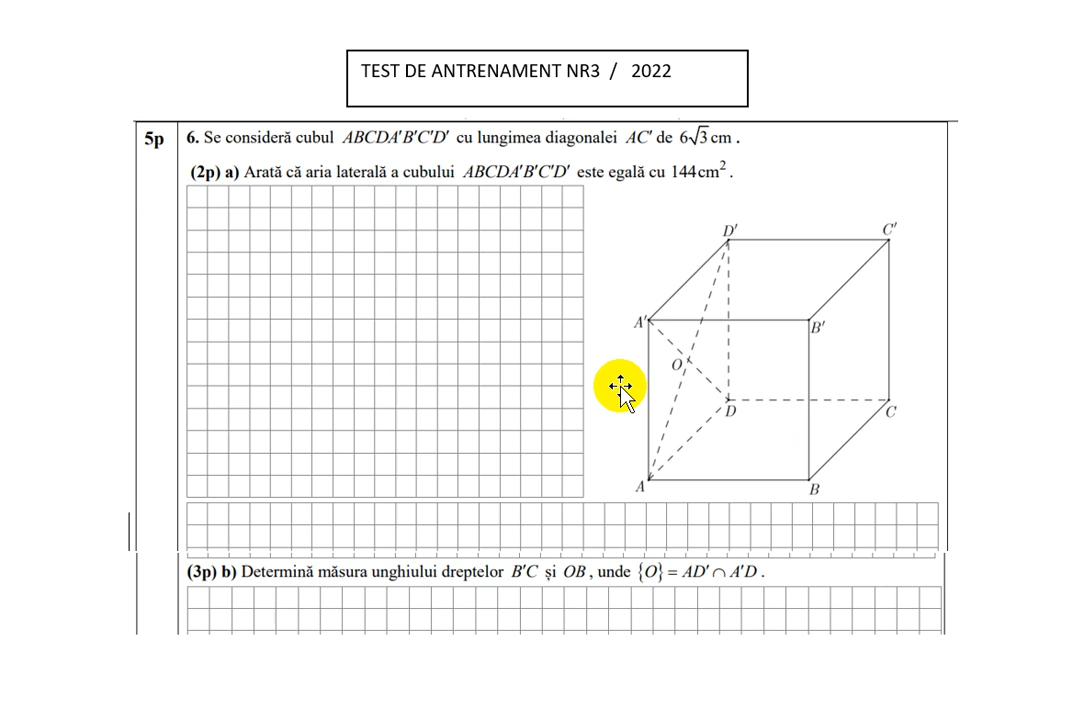 TEST DE ANTRENAMENT NR3 / 2022
5p
6. Se consideră cubul ABCDA'B'C'D' cu lungimea diagonalei AC' de 6√3 cm.
(2p) a) Arată că aria laterală a cubului ABCDA'B'C'D' este egală cu 144 cm².
D'
C'
A'
B'
O
D
C
A
B
(3p) b) Determină măsura unghiului dreptelor B'C și OB, unde {O} = AD' ∩ A'D.